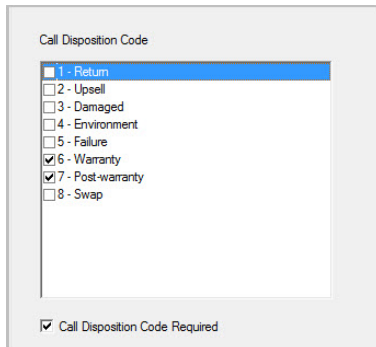 Call Disposition Code
1 - Return
2 - Upsell
3 - Damaged
4 - Environment
5 - Failure
6 - Warranty
7 - Post-warranty
8 - Swap
Call Disposition Code Required